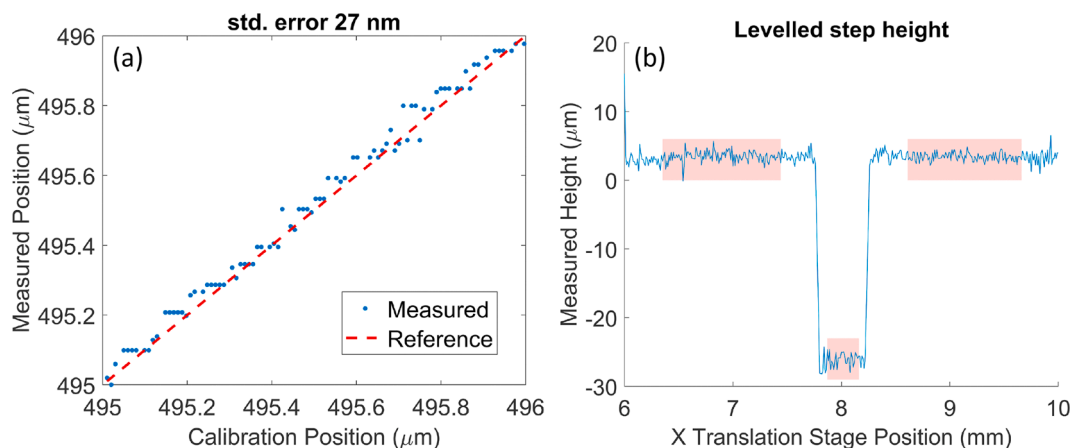 std. error 27 nm
(a)
496
495.8
495.6
495.4
495.2
495
Measured Position (μm)
Measured
Reference
495 495.2 495.4 495.6 495.8 496
Calibration Position (μm)
Levelled step height
(b)
20
10
0
-10
-20
-30
Measured Height (μm)
6 7 8 9 10
X Translation Stage Position (mm)